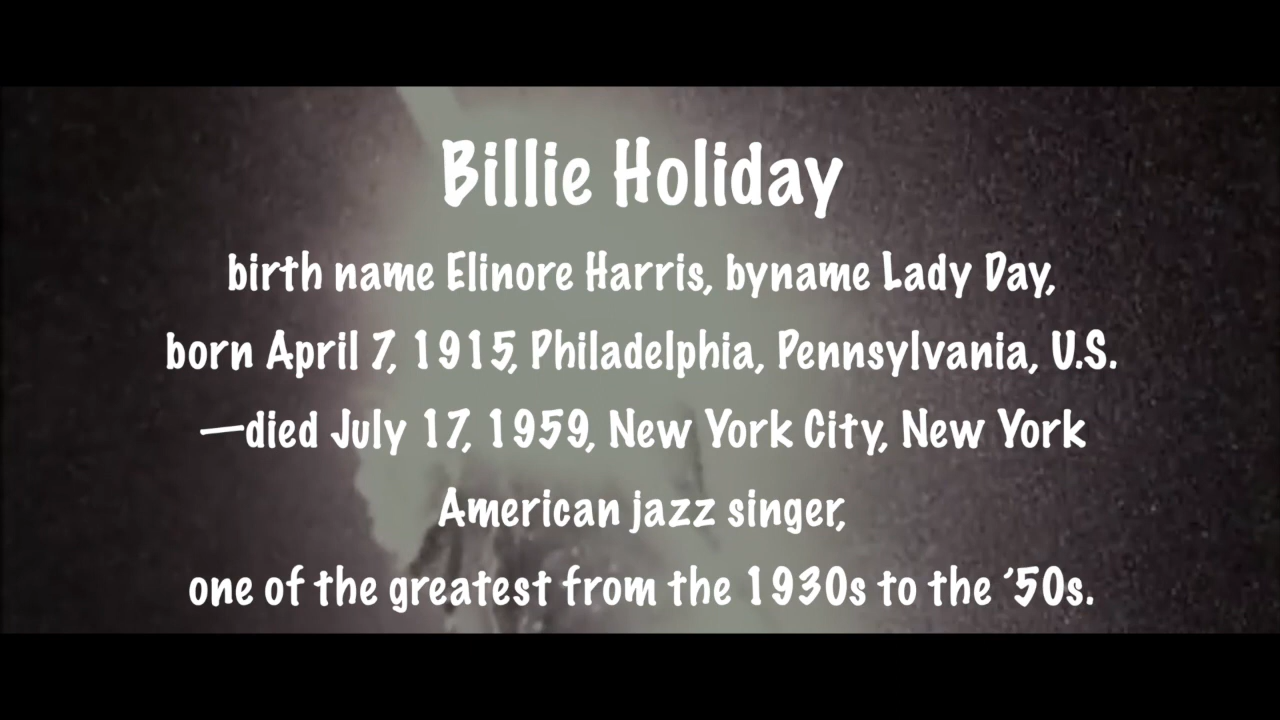 Billie Holiday
birth name Elinore Harris, byname Lady Day,
born April 7, 1915, Philadelphia, Pennsylvania, U.S.
—died July 17, 1959, New York City, New York
American jazz singer,
one of the greatest from the 1930s to the ’50s.